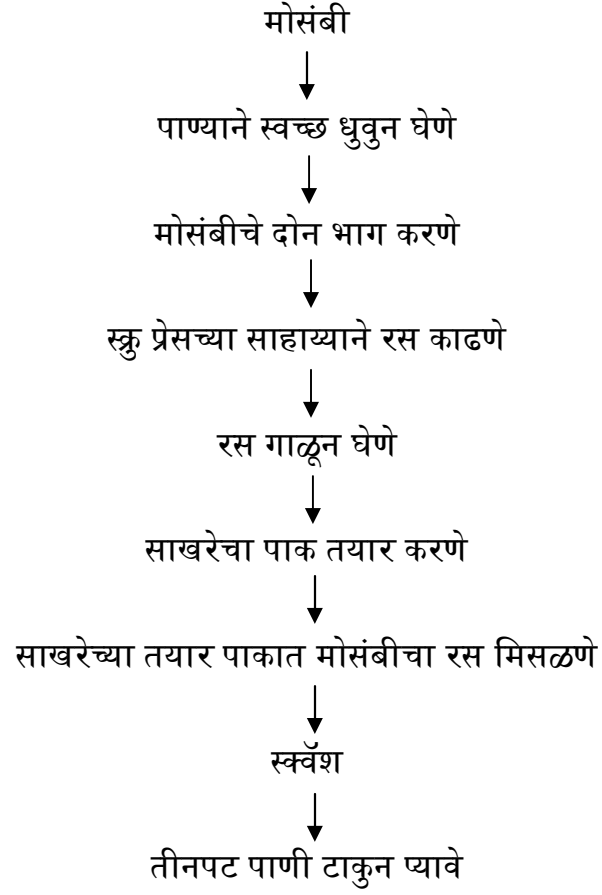 मोसंबी
पाण्याने स्वच्छ धुवुन घेणे
मोसंबीचे दोन भाग करणे
स्क्रु प्रेसच्या साहाय्याने रस काढणे
रस गाळून घेणे
साखरेचा पाक तयार करणे
साखरेच्या तयार पाकात मोसंबीचा रस मिसळणे
स्क्वॅश
तीनपट पाणी टाकुन प्यावे